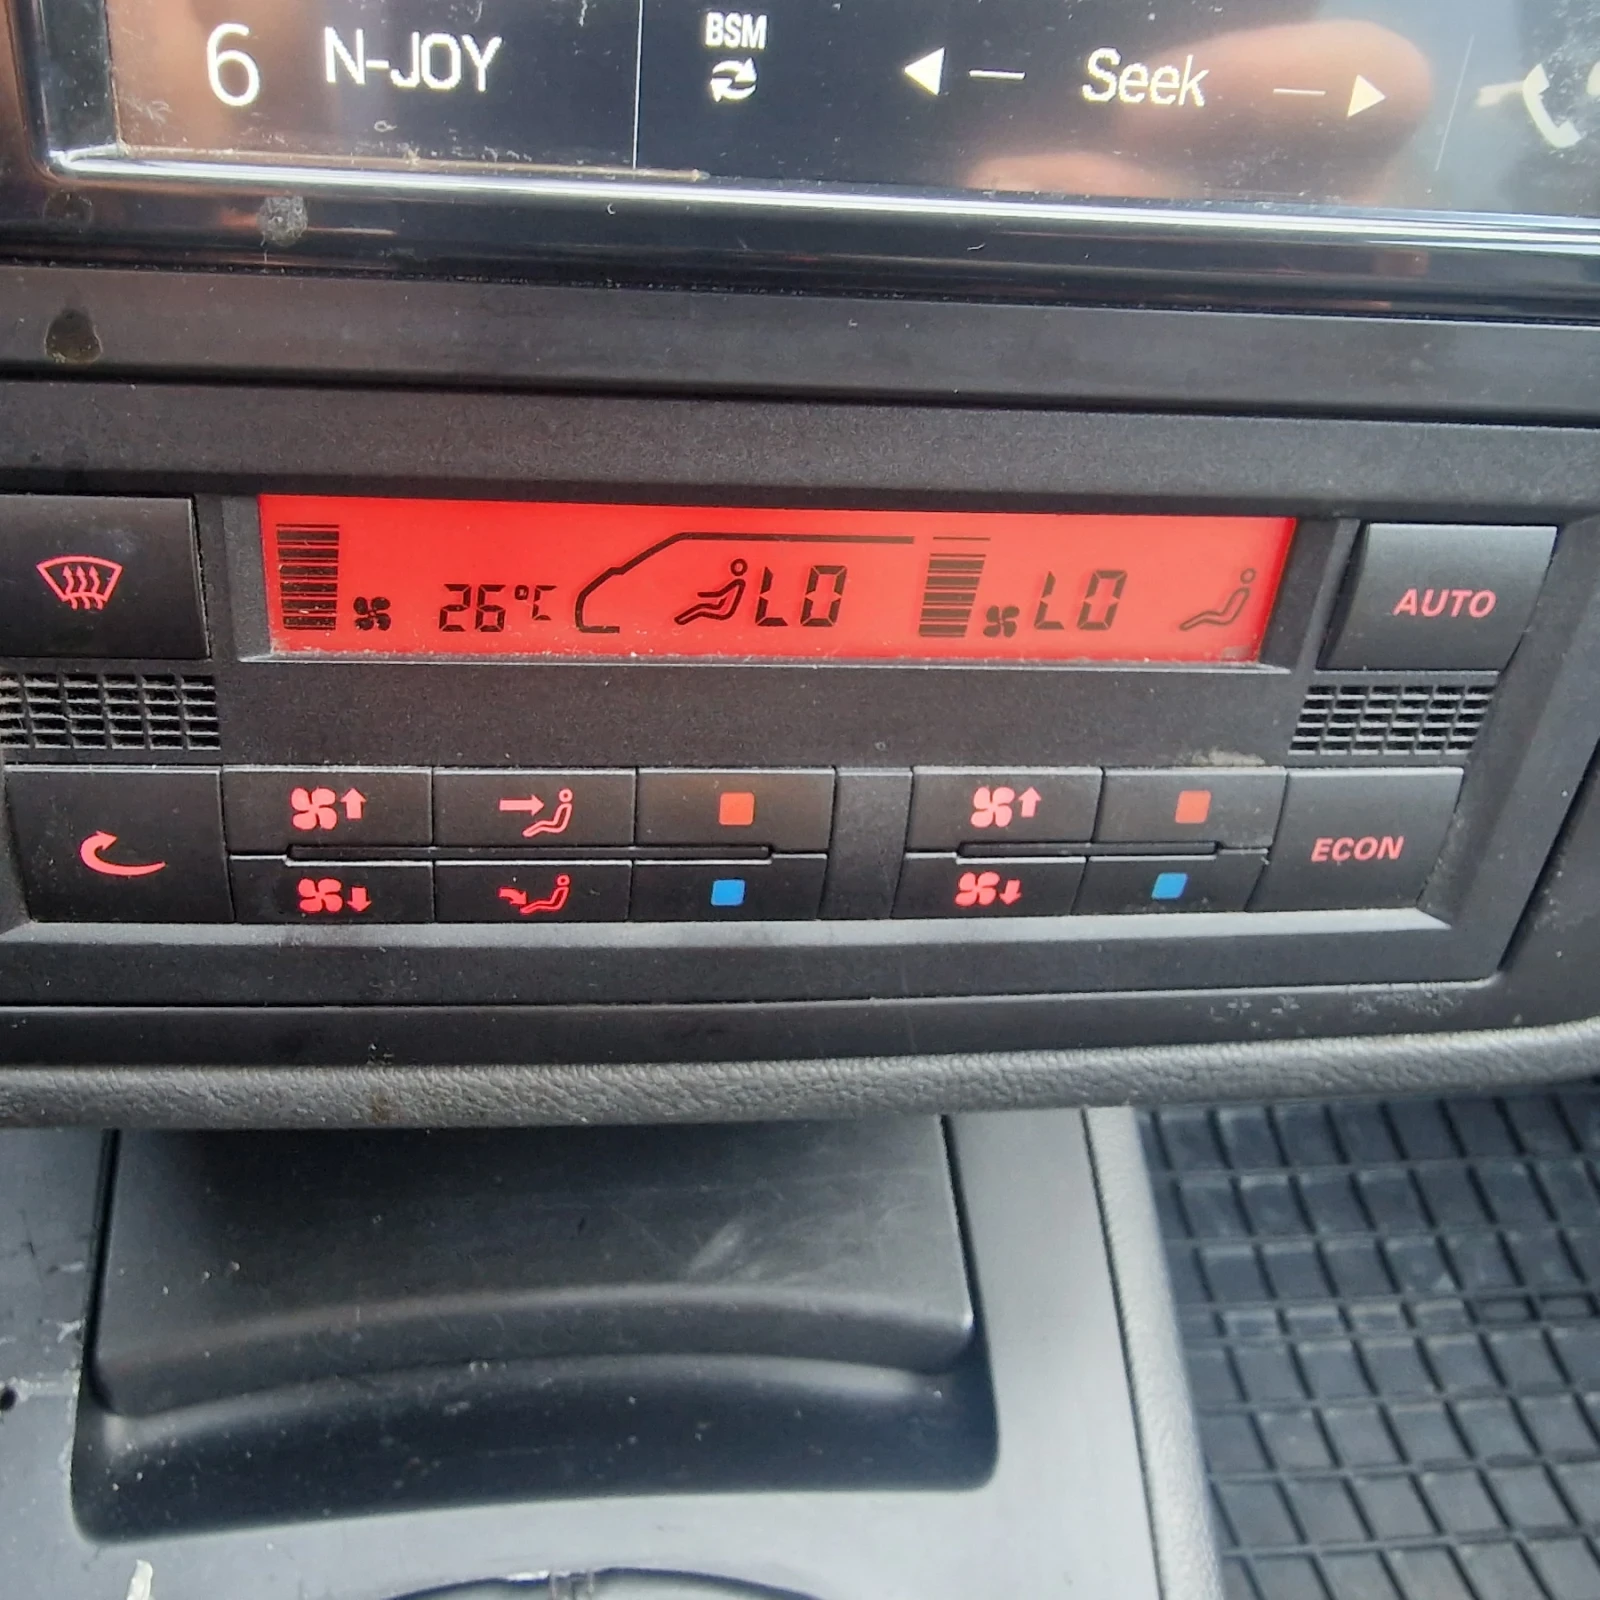 6 N-JOY BSM Seek
26°C LO LO
AUTO
ECON